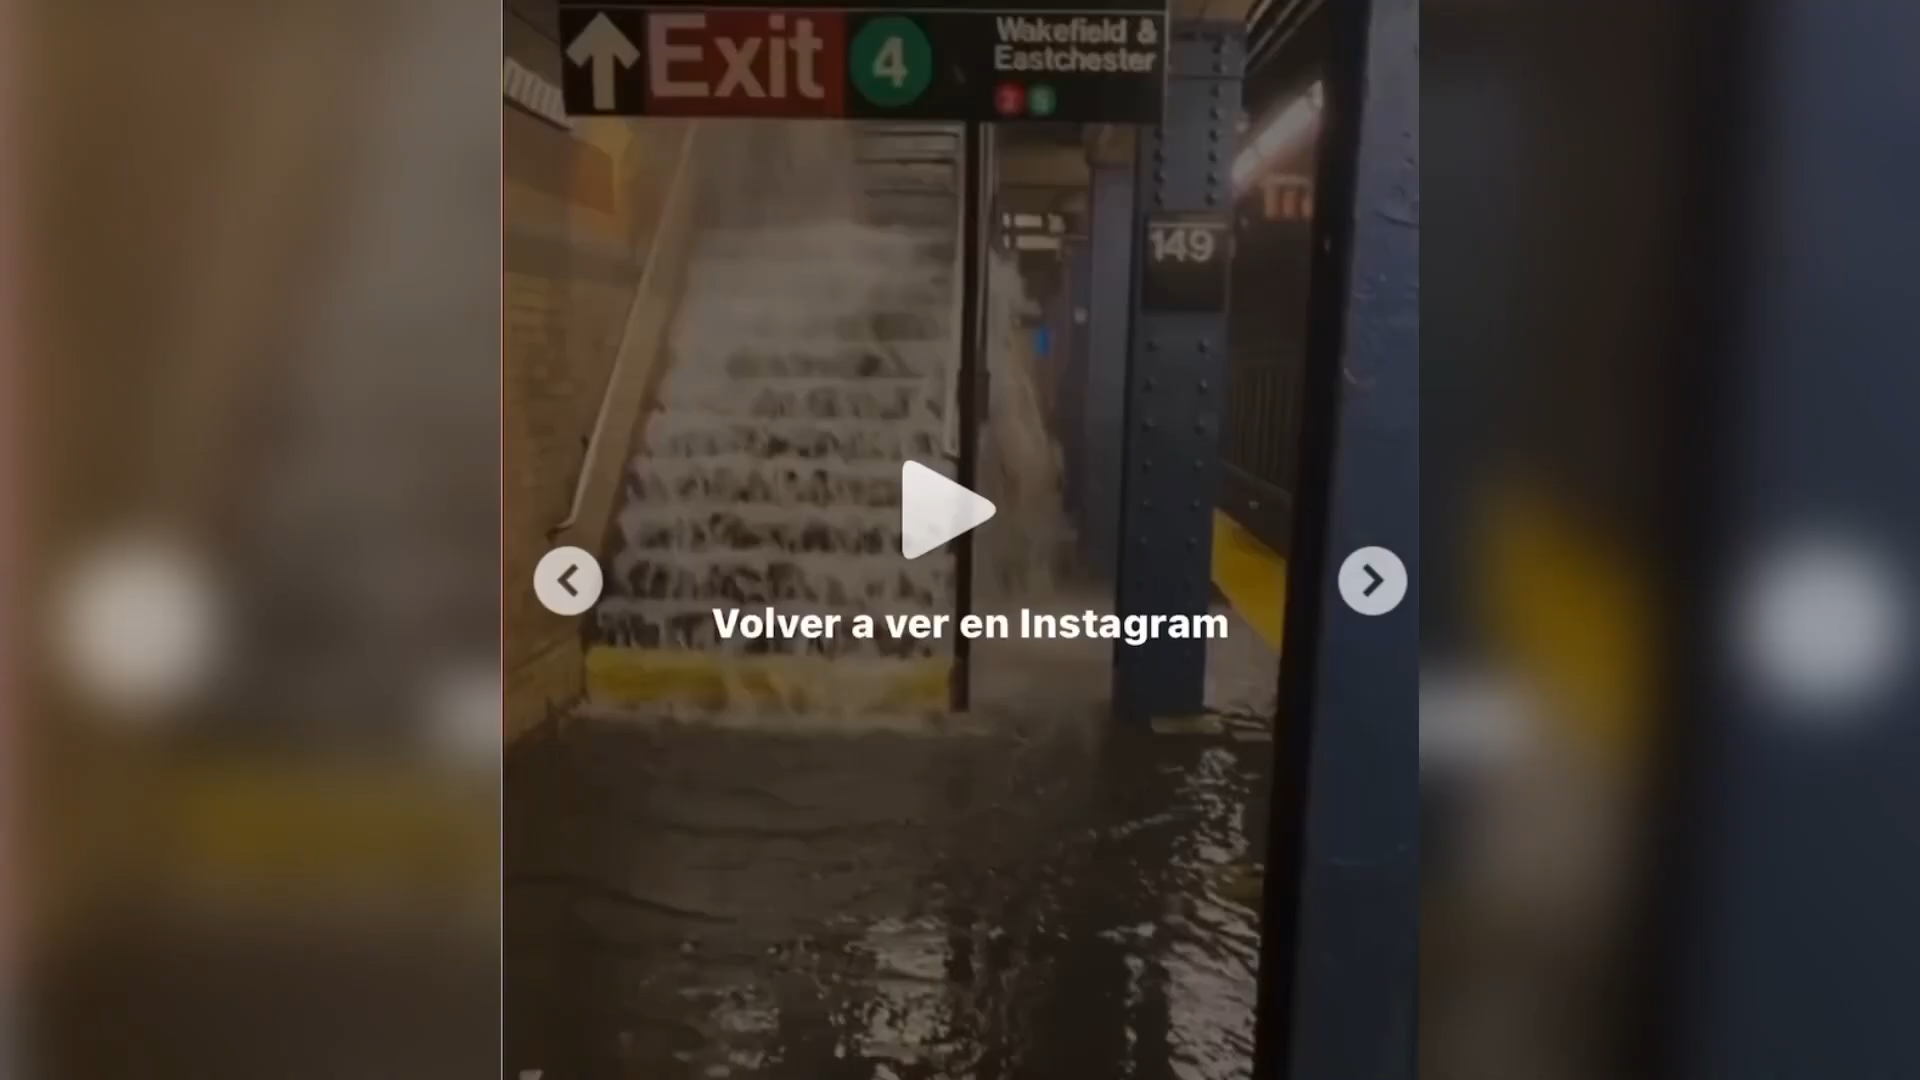 Exit 4
Wakefield &
Eastchester
2 5
149
Volver a ver en Instagram